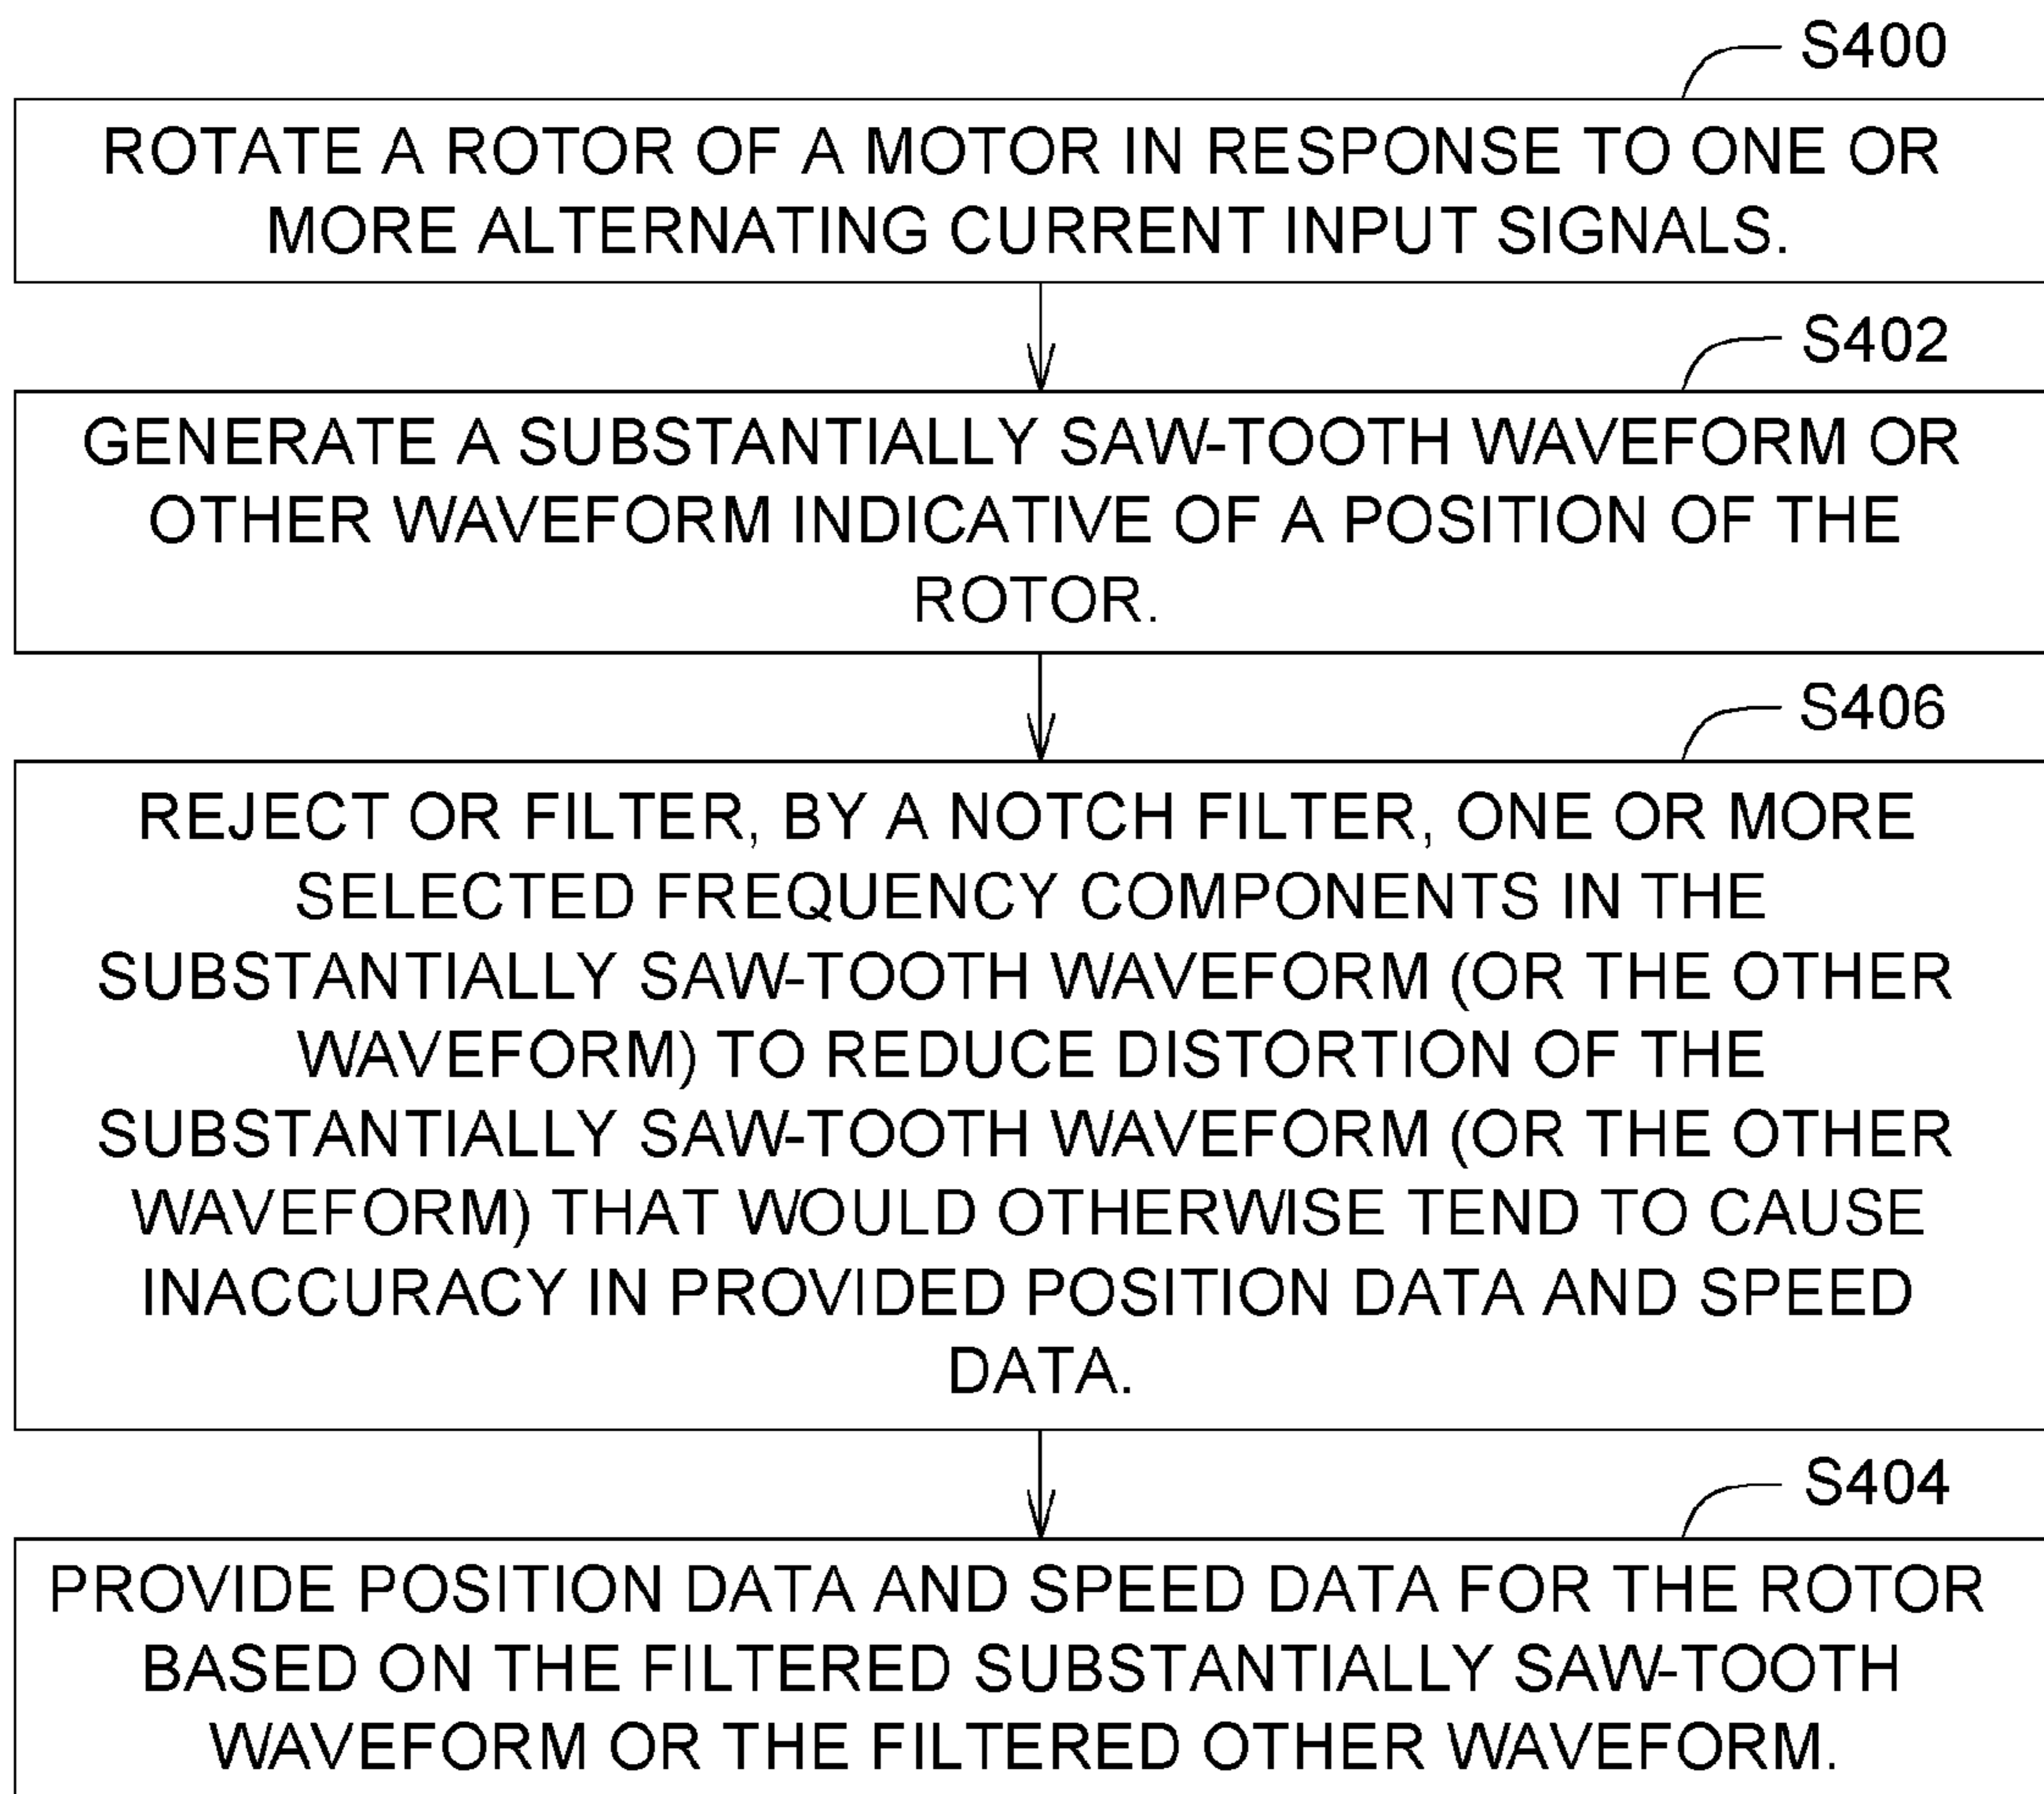 S400
ROTATE A ROTOR OF A MOTOR IN RESPONSE TO ONE OR
MORE ALTERNATING CURRENT INPUT SIGNALS.
S402
GENERATE A SUBSTANTIALLY SAW-TOOTH WAVEFORM OR
OTHER WAVEFORM INDICATIVE OF A POSITION OF THE
ROTOR.
S406
REJECT OR FILTER, BY A NOTCH FILTER, ONE OR MORE
SELECTED FREQUENCY COMPONENTS IN THE
SUBSTANTIALLY SAW-TOOTH WAVEFORM (OR THE OTHER
WAVEFORM) TO REDUCE DISTORTION OF THE
SUBSTANTIALLY SAW-TOOTH WAVEFORM (OR THE OTHER
WAVEFORM) THAT WOULD OTHERWISE TEND TO CAUSE
INACCURACY IN PROVIDED POSITION DATA AND SPEED
DATA.
S404
PROVIDE POSITION DATA AND SPEED DATA FOR THE ROTOR
BASED ON THE FILTERED SUBSTANTIALLY SAW-TOOTH
WAVEFORM OR THE FILTERED OTHER WAVEFORM.